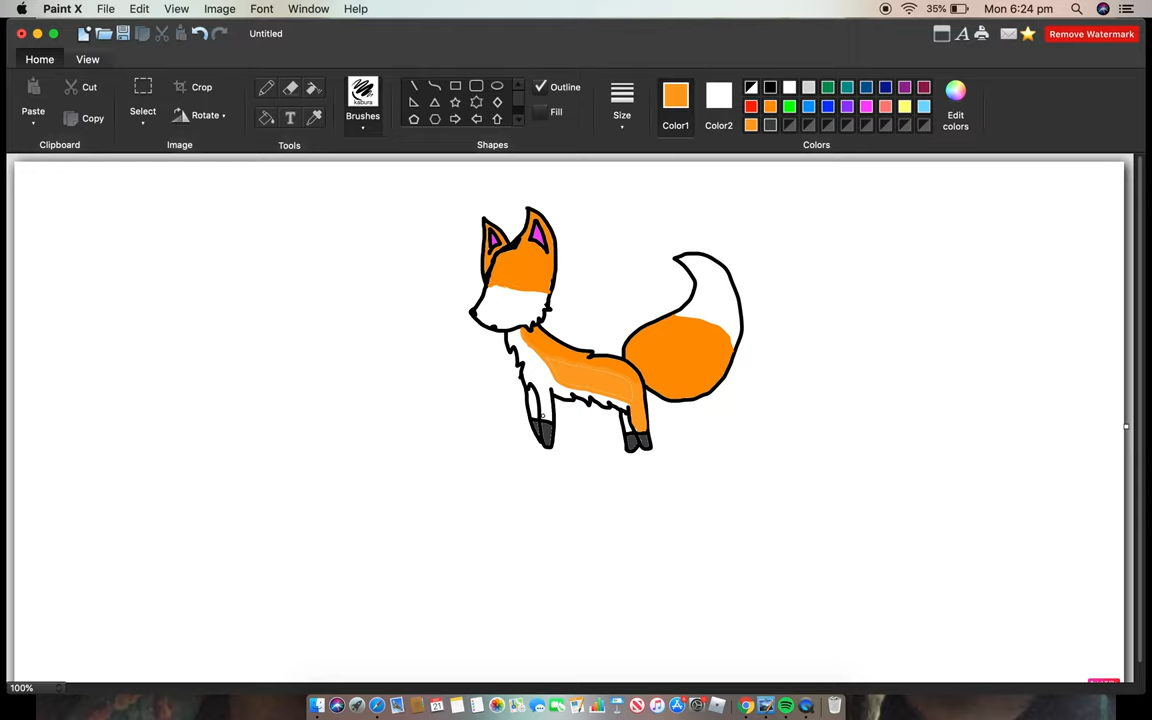 Paint X File Edit View Image Font Window Help 35% Mon 6:24 pm
Untitled
Remove Watermark
Home View
Paste Cut Copy
Select Crop Rotate
kabura
Brushes
Outline
Fill
Size
Color1 Color2
Edit colors
Clipboard Image Tools Shapes Colors
100%